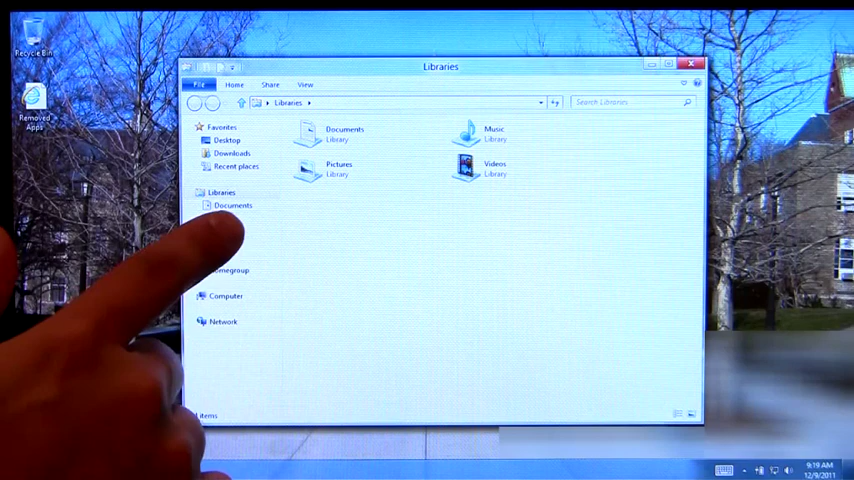 Recycle Bin
Removed
Apps
Libraries
File Home Share View
Libraries
Search Libraries
Favorites
Desktop
Downloads
Recent places
Libraries
Documents
omegroup
Computer
Network
Documents
Library
Music
Library
Pictures
Library
Videos
Library
items
9:19 AM
12/9/2011